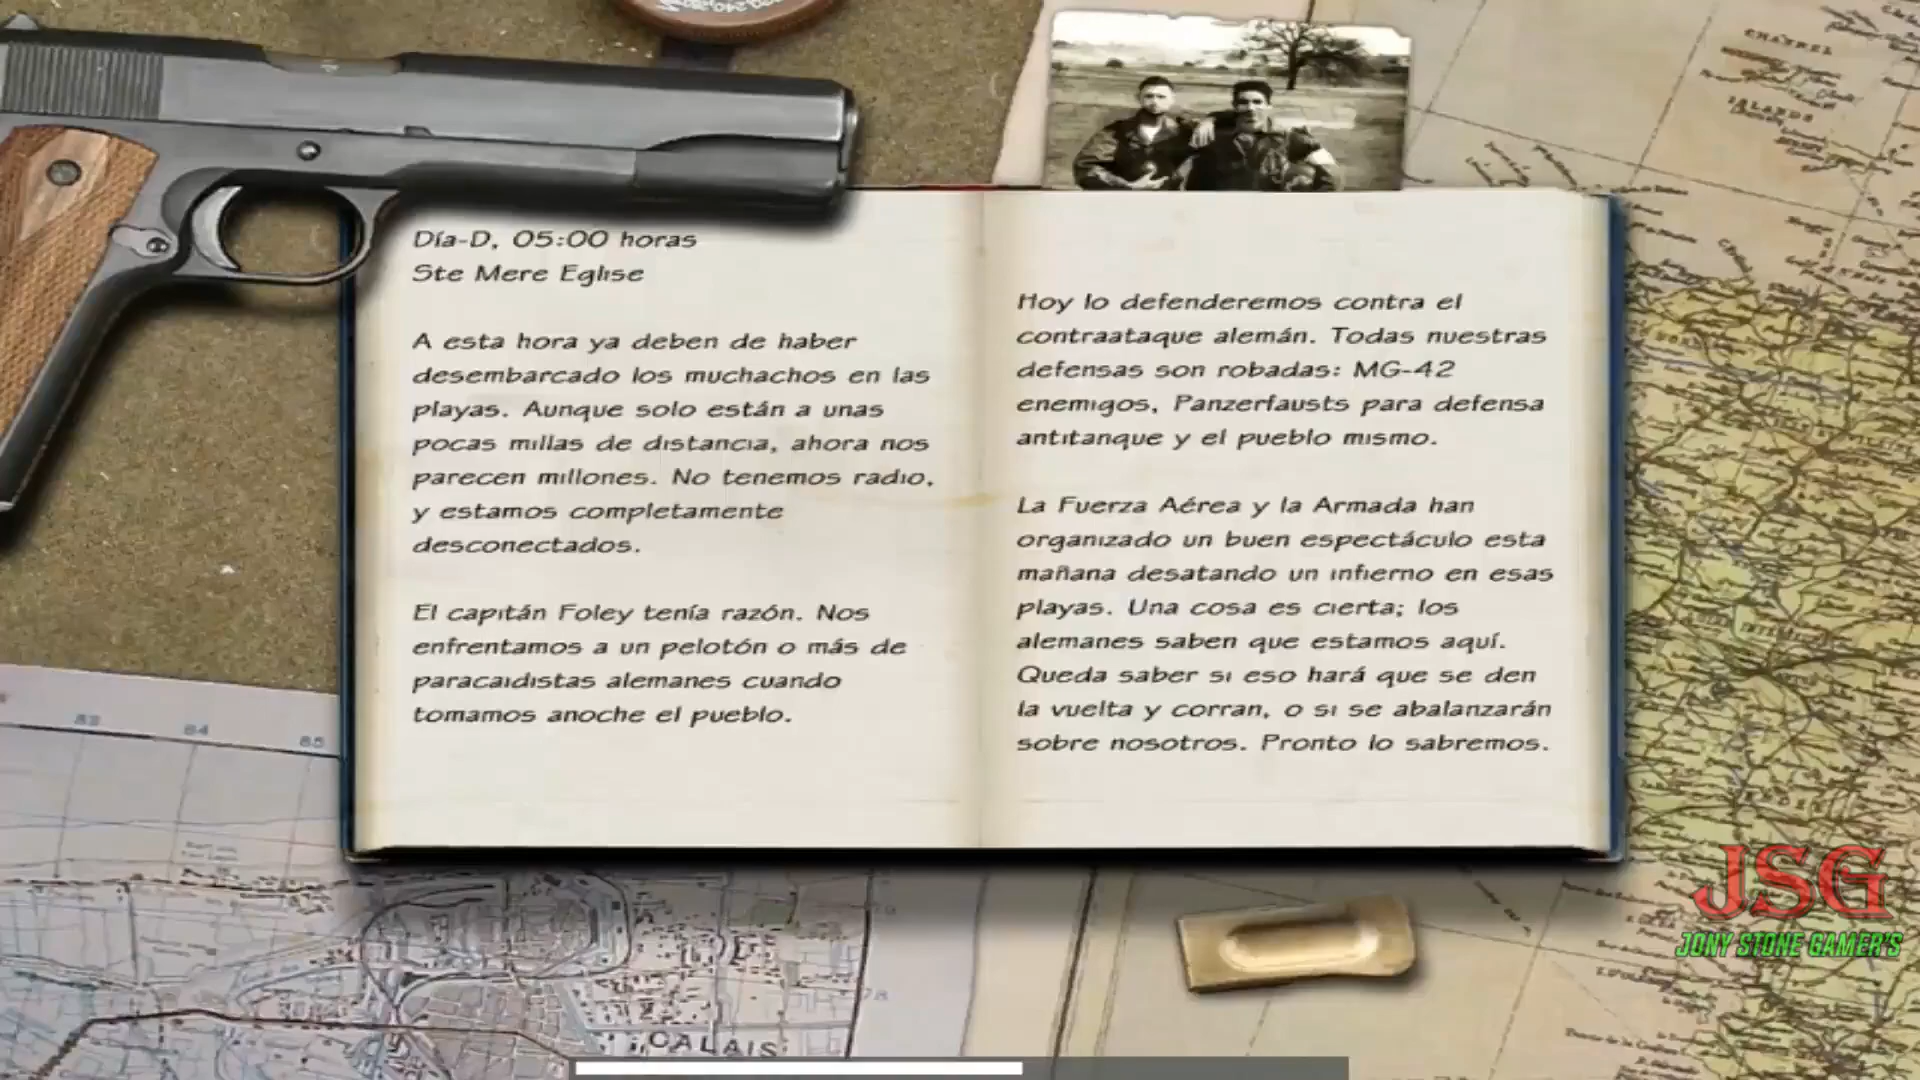 Día-D, 05:00 horas
Ste Mere Eglise
A esta hora ya deben de haber
desembarcado los muchachos en las
playas. Aunque solo están a unas
pocas millas de distancia, ahora nos
parecen millones. No tenemos radio,
y estamos completamente
desconectados.
El capitán Foley tenía razón. Nos
enfrentamos a un pelotón o más de
paracaidistas alemanes cuando
tomamos anoche el pueblo.
Hoy lo defenderemos contra el
contraataque alemán. Todas nuestras
defensas son robadas: MG-42
enemigos, Panzerfausts para defensa
antitanque y el pueblo mismo.
La Fuerza Aérea y la Armada han
organizado un buen espectáculo esta
mañana desatando un infierno en esas
playas. Una cosa es cierta; los
alemanes saben que estamos aquí.
Queda saber si eso hará que se den
la vuelta y corran, o si se abalanzarán
sobre nosotros. Pronto lo sabremos.
CHANNEL
ISLANDS
83
84
85
CALAIS
JSG
JONY STONE GAMER'S